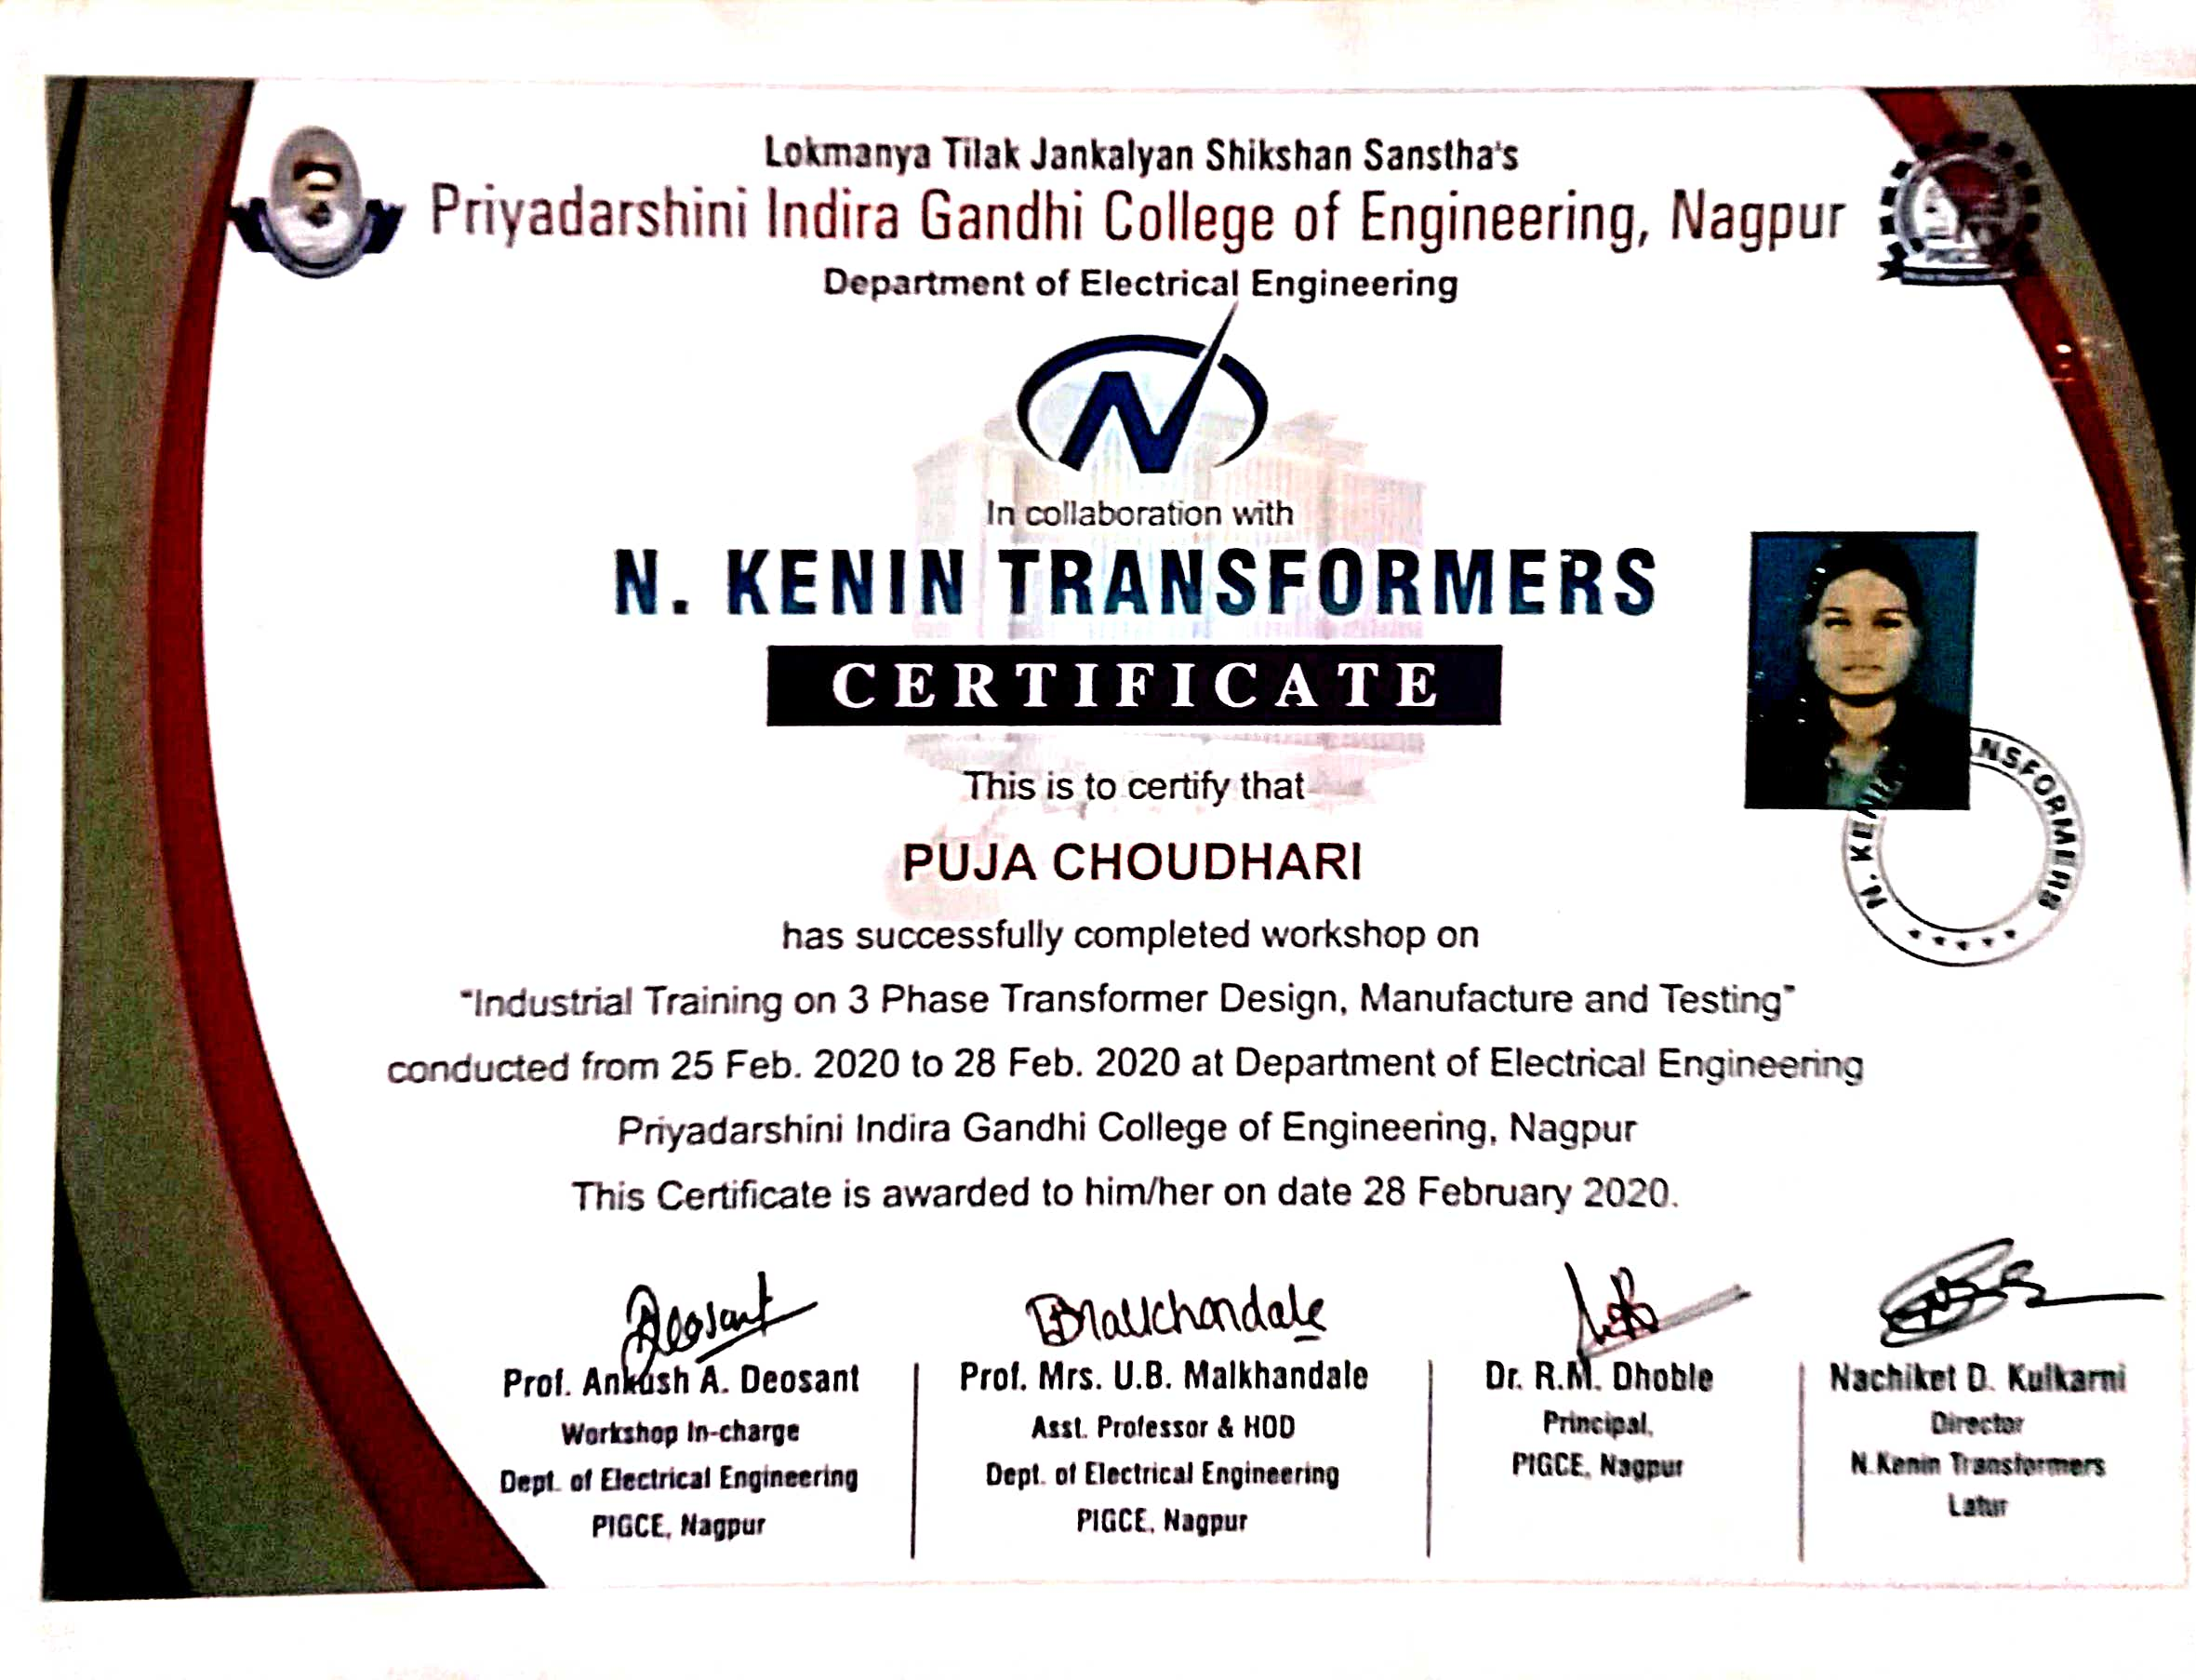 Lokmanya Tilak Jankalyan Shikshan Sanstha's
Priyadarshini Indira Gandhi College of Engineering, Nagpur
Department of Electrical Engineering
In collaboration with
N. KENIN TRANSFORMERS
CERTIFICATE
This is to certify that
PUJA CHOUDHARI
has successfully completed workshop on
"Industrial Training on 3 Phase Transformer Design, Manufacture and Testing"
conducted from 25 Feb. 2020 to 28 Feb. 2020 at Department of Electrical Engineering
Priyadarshini Indira Gandhi College of Engineering, Nagpur
This Certificate is awarded to him/her on date 28 February 2020.
N. KENIN NSFORMERS
Deosant
Malkhandale
Prof. Ankush A. Deosant
Workshop In-charge
Dept. of Electrical Engineering
PIGCE, Nagpur
Prof. Mrs. U.B. Malkhandale
Asst. Professor & HOD
Dept. of Electrical Engineering
PIGCE, Nagpur
Dr. R.M. Dhoble
Principal,
PIGCE, Nagpur
Nachiket D. Kulkarni
Director
N.Kenin Transformers
Latur